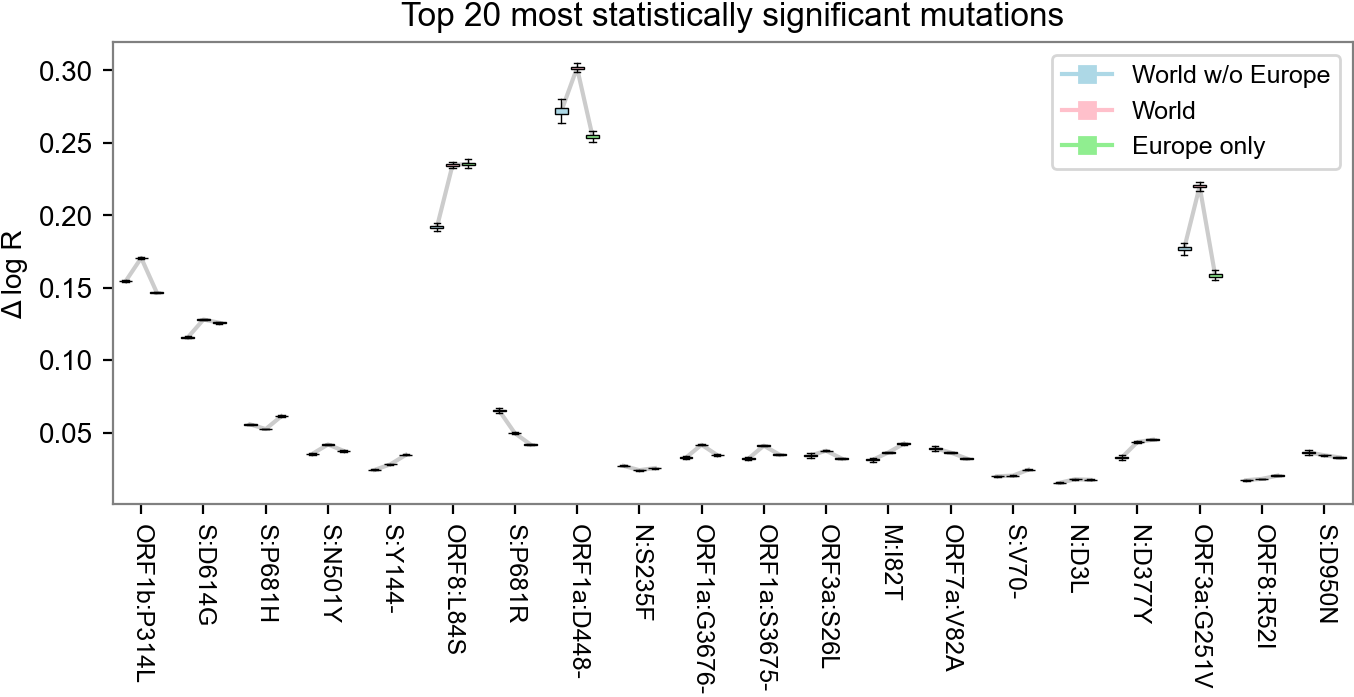 Top 20 most statistically significant mutations
Δ log R
0.30
0.25
0.20
0.15
0.10
0.05
World w/o Europe
World
Europe only
ORF1b:P314L
S:D614G
S:P681H
S:N501Y
S:Y144-
ORF8:L84S
S:P681R
ORF1a:D448-
N:S235F
ORF1a:G3676-
ORF1a:S3675-
ORF3a:S26L
M:I82T
ORF7a:V82A
S:V70-
N:D3L
N:D377Y
ORF3a:G251V
ORF8:R52I
S:D950N